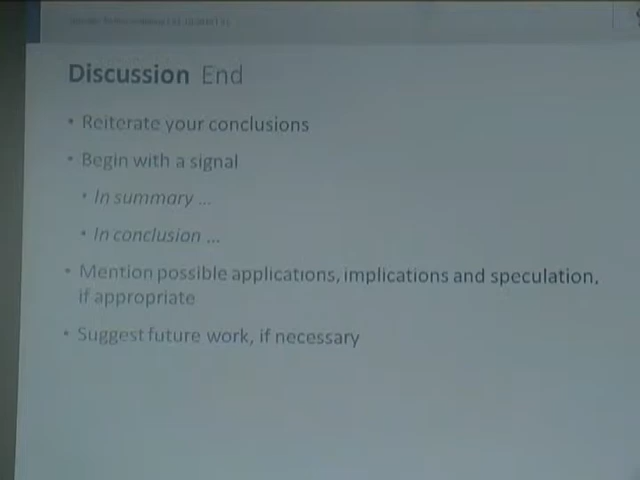 Discussion End
• Reiterate your conclusions
• Begin with a signal
• In summary ...
• In conclusion ...
• Mention possible applications, implications and speculation,
if appropriate
• Suggest future work, if necessary